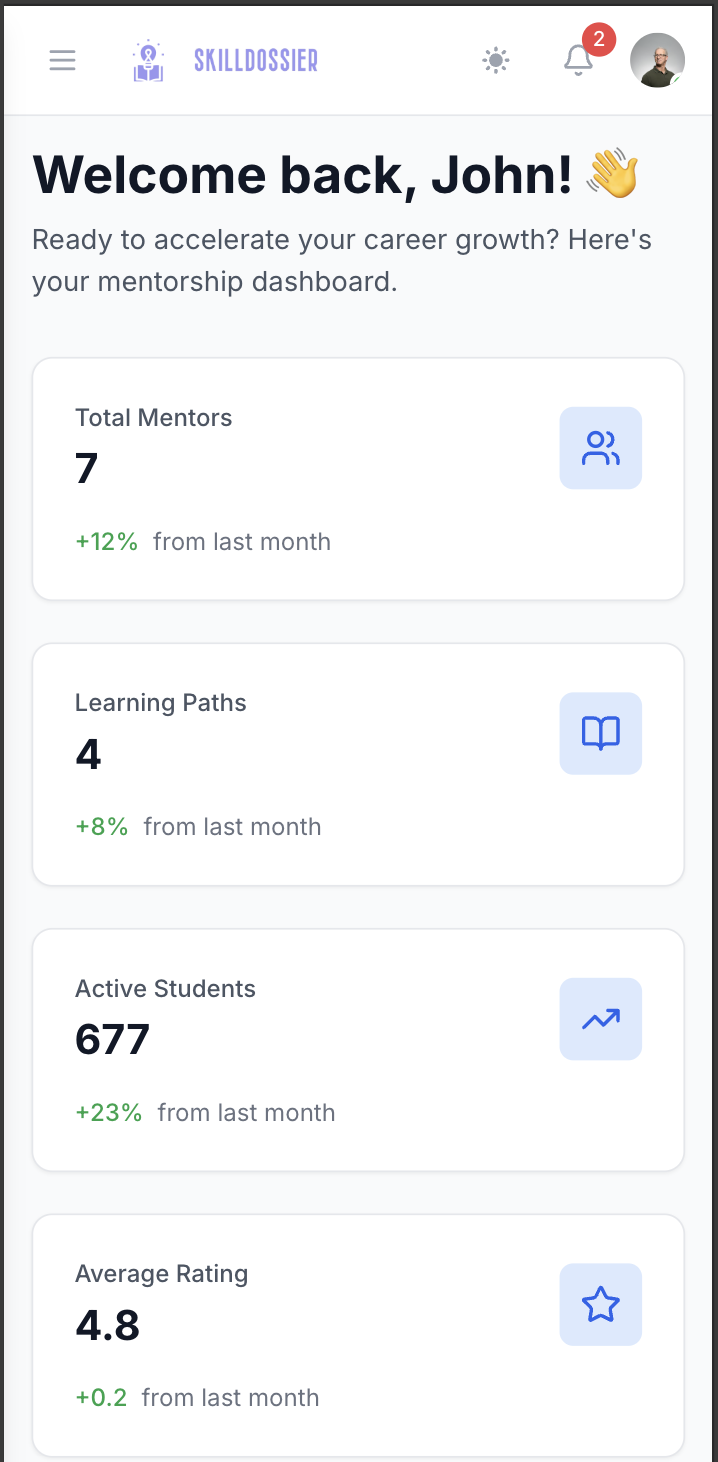 SKILLDOSSIER
2
Welcome back, John! 👋
Ready to accelerate your career growth? Here's
your mentorship dashboard.
Total Mentors
7
+12% from last month
Learning Paths
4
+8% from last month
Active Students
677
+23% from last month
Average Rating
4.8
+0.2 from last month